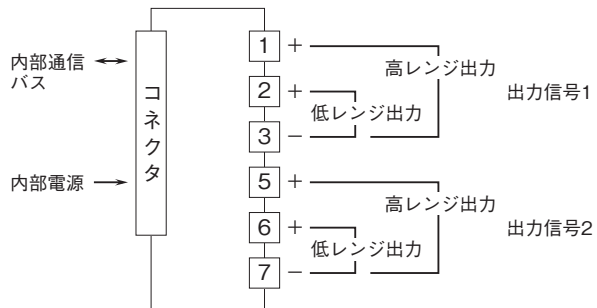 内部通信
バス
内部電源
コネクタ
1 +
2 +
3 −
高レンジ出力
低レンジ出力
出力信号1
5 +
6 +
7 −
高レンジ出力
低レンジ出力
出力信号2